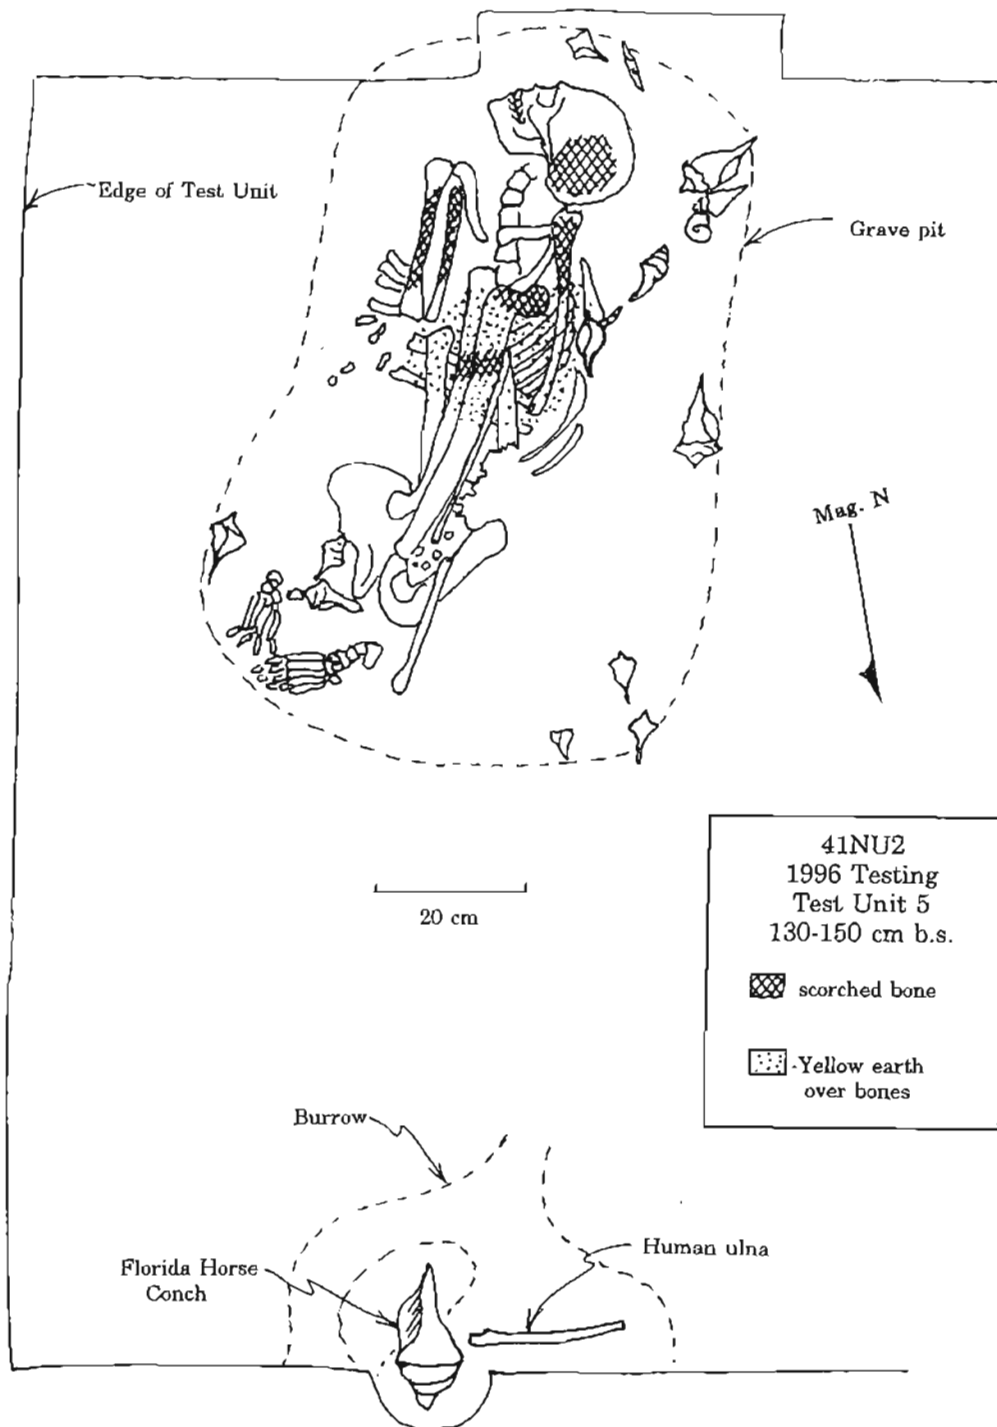 Edge of Test Unit
Grave pit
Mag. N
20 cm
41NU2
1996 Testing
Test Unit 5
130-150 cm b.s.
scorched bone
-Yellow earth
over bones
Burrow
Human ulna
Florida Horse
Conch